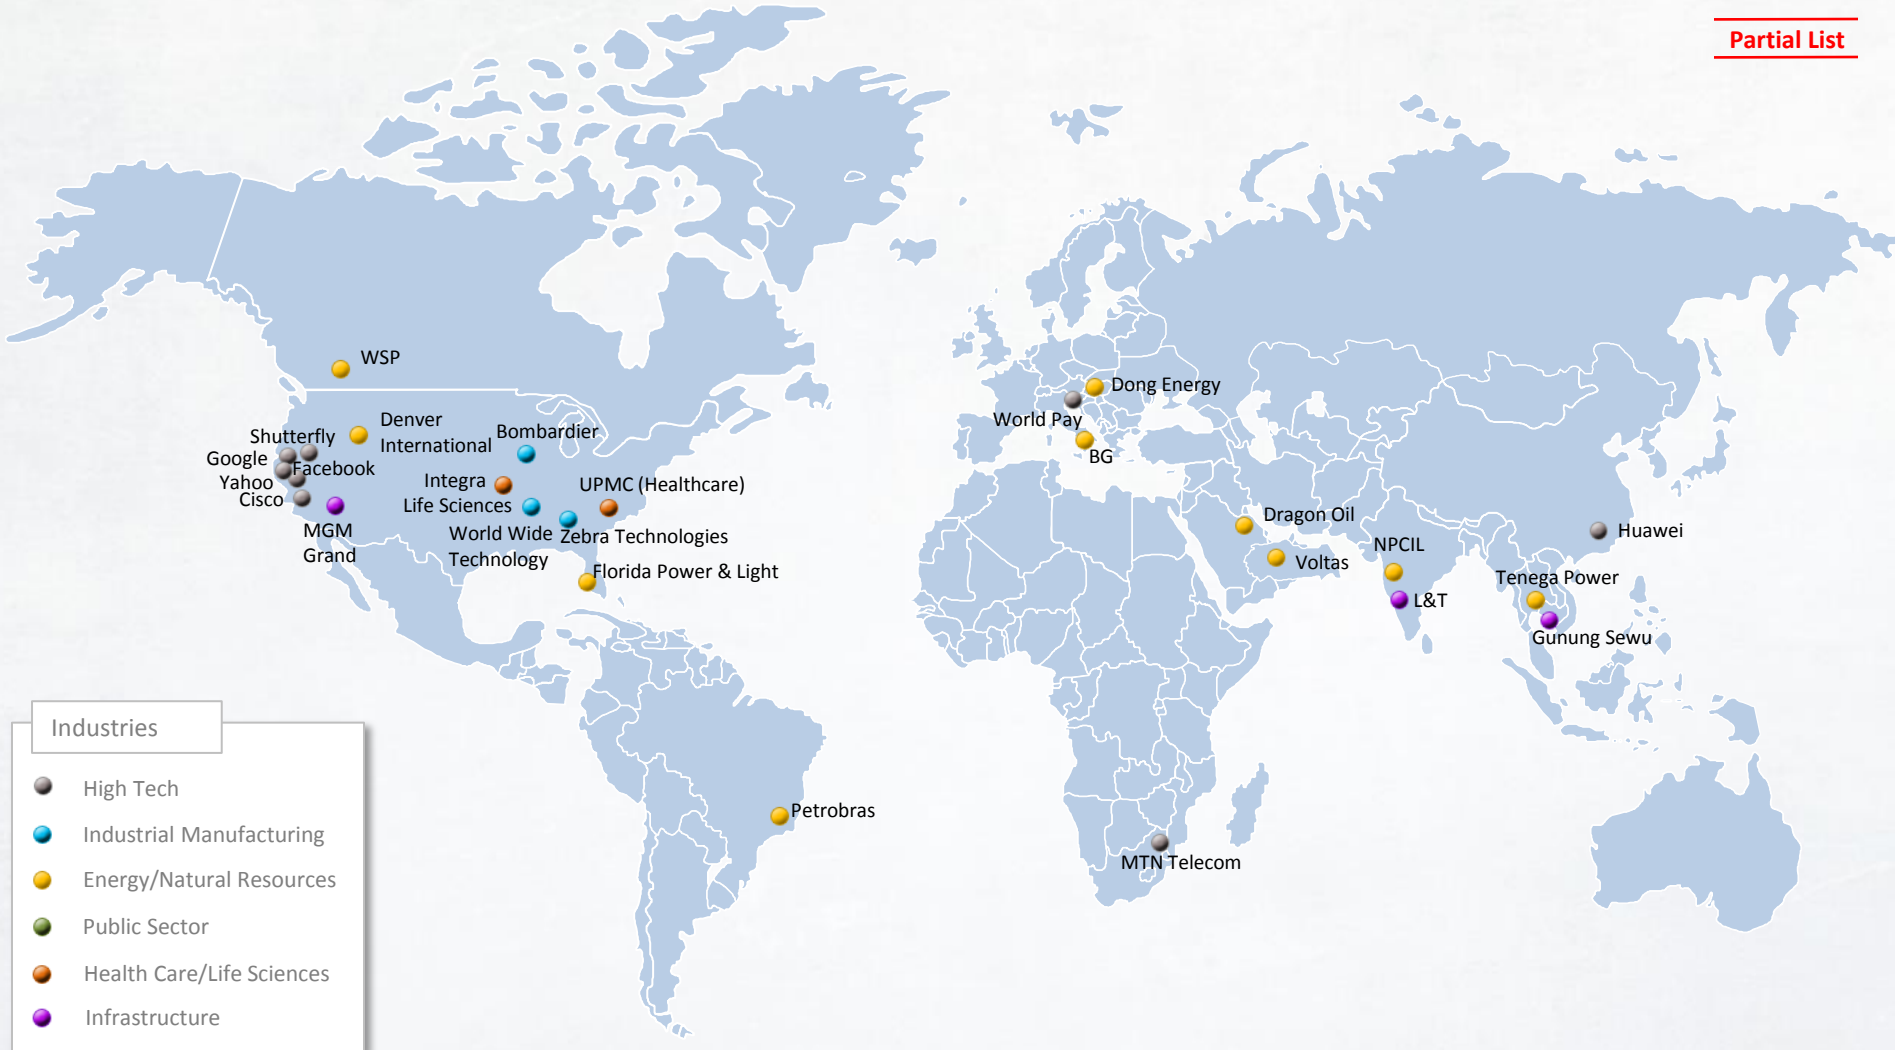 Partial List
WSP
Denver
International
Bombardier
Shutterfly
Google
Facebook
Yahoo
Cisco
Integra
Life Sciences
UPMC (Healthcare)
MGM
Grand
World Wide
Technology
Zebra Technologies
Florida Power & Light
Petrobras
Dong Energy
World Pay
BG
Dragon Oil
Voltas
NPCIL
L&T
Huawei
Tenega Power
Gunung Sewu
MTN Telecom
Industries
High Tech
Industrial Manufacturing
Energy/Natural Resources
Public Sector
Health Care/Life Sciences
Infrastructure